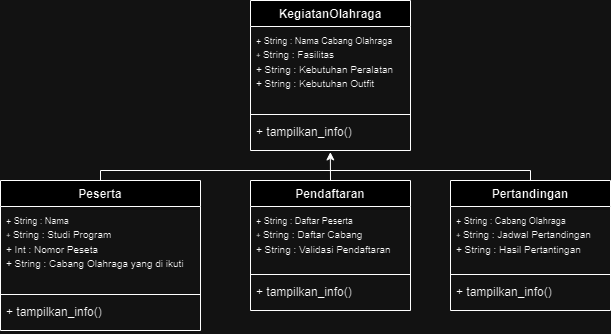 KegiatanOlahraga
+ String : Nama Cabang Olahraga
+ String : Fasilitas
+ String : Kebutuhan Peralatan
+ String : Kebutuhan Outfit
+ tampilkan_info()
Peserta
+ String : Nama
+ String : Studi Program
+ Int : Nomor Peseta
+ String : Cabang Olahraga yang di ikuti
+ tampilkan_info()
Pendaftaran
+ String : Daftar Peserta
+ String : Daftar Cabang
+ String : Validasi Pendaftaran
+ tampilkan_info()
Pertandingan
+ String : Cabang Olahraga
+ String : Jadwal Pertandingan
+ String : Hasil Pertantingan
+ tampilkan_info()